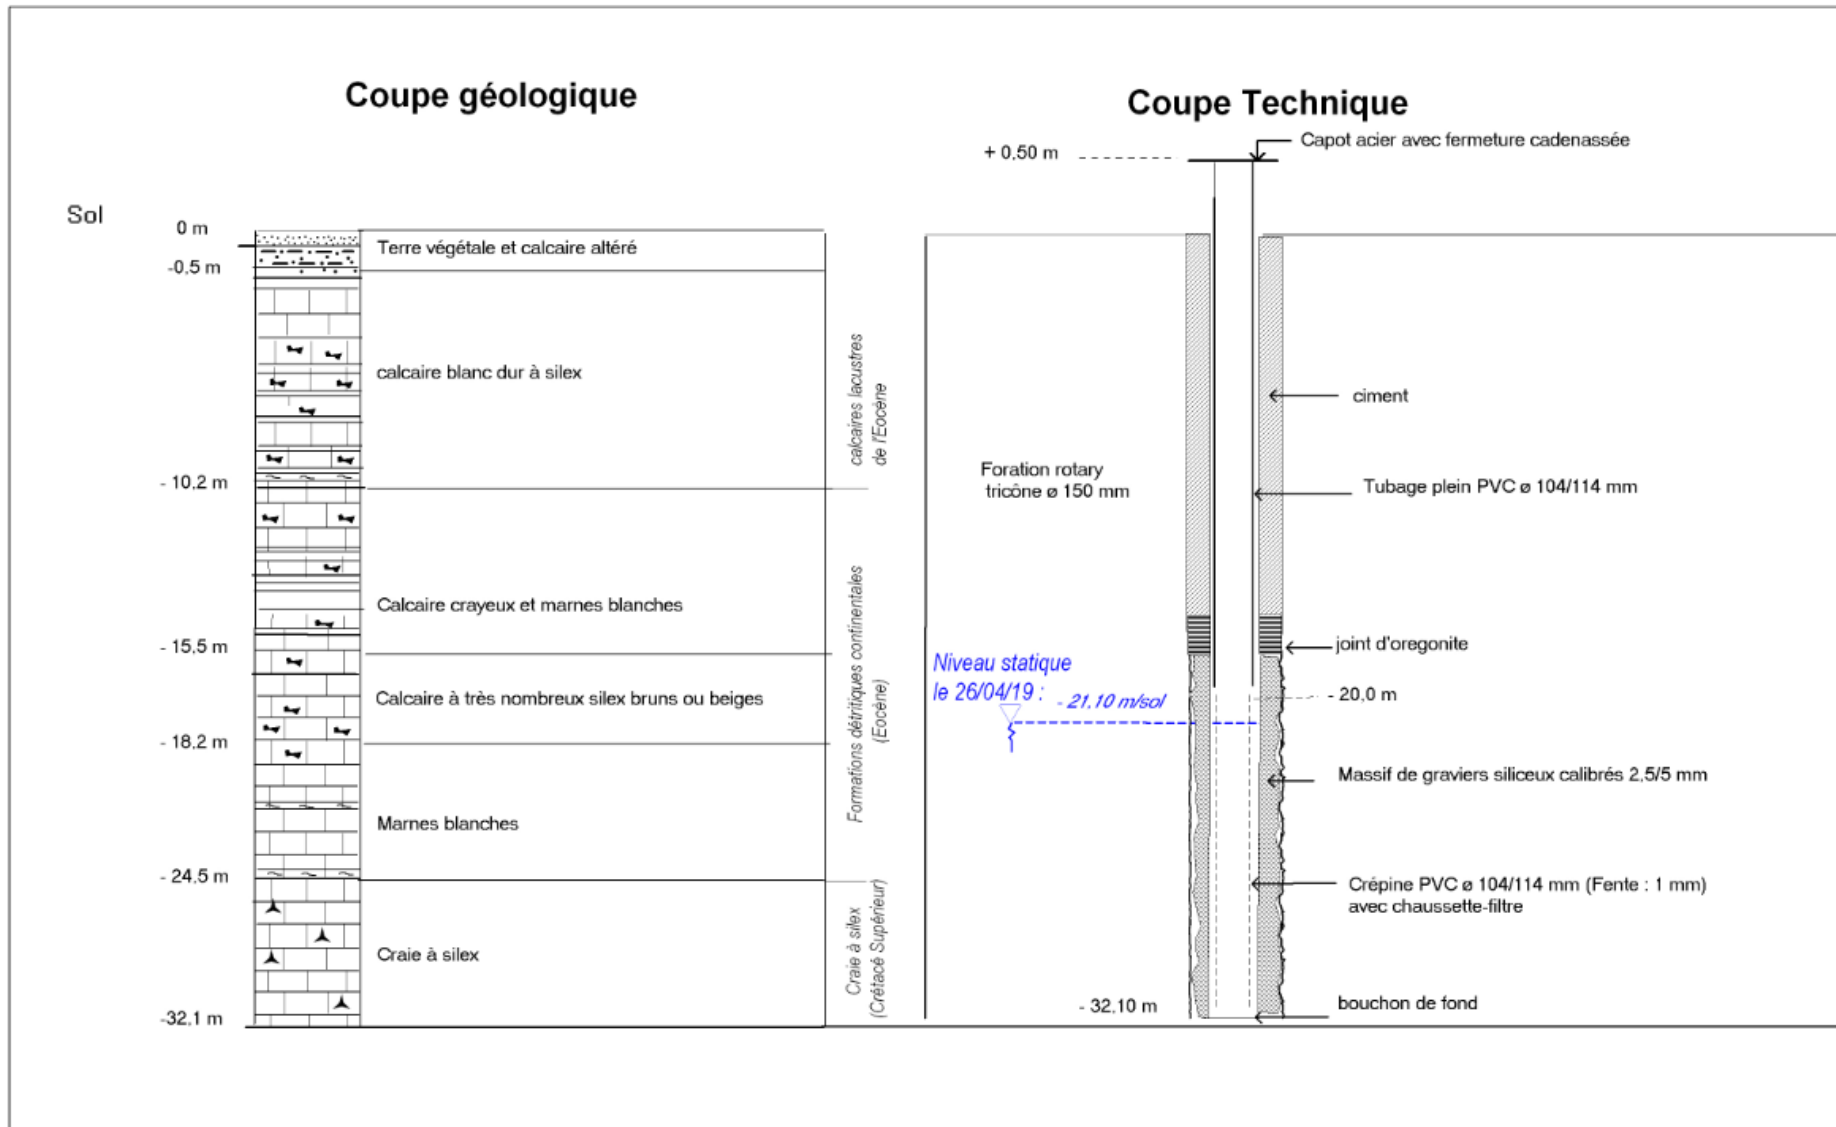 Coupe géologique
Sol
0 m
-0,5 m
- 10,2 m
- 15,5 m
- 18,2 m
- 24,5 m
-32,1 m
Terre végétale et calcaire altéré
calcaire blanc dur à silex
Calcaire crayeux et marnes blanches
Calcaire à très nombreux silex bruns ou beiges
Marnes blanches
Craie à silex
calcaires lacustres
de l'Eocène
Formations détritiques continentales
(Eocène)
Craie à silex
(Crétacé Supérieur)
Coupe Technique
+ 0,50 m
Capot acier avec fermeture cadenassée
ciment
Foration rotary
tricône ø 150 mm
Tubage plein PVC ø 104/114 mm
joint d'oregonite
Niveau statique
le 26/04/19 :
- 21,10 m/sol
- 20,0 m
Massif de graviers siliceux calibrés 2,5/5 mm
Crépine PVC ø 104/114 mm (Fente : 1 mm)
avec chaussette-filtre
- 32,10 m
bouchon de fond